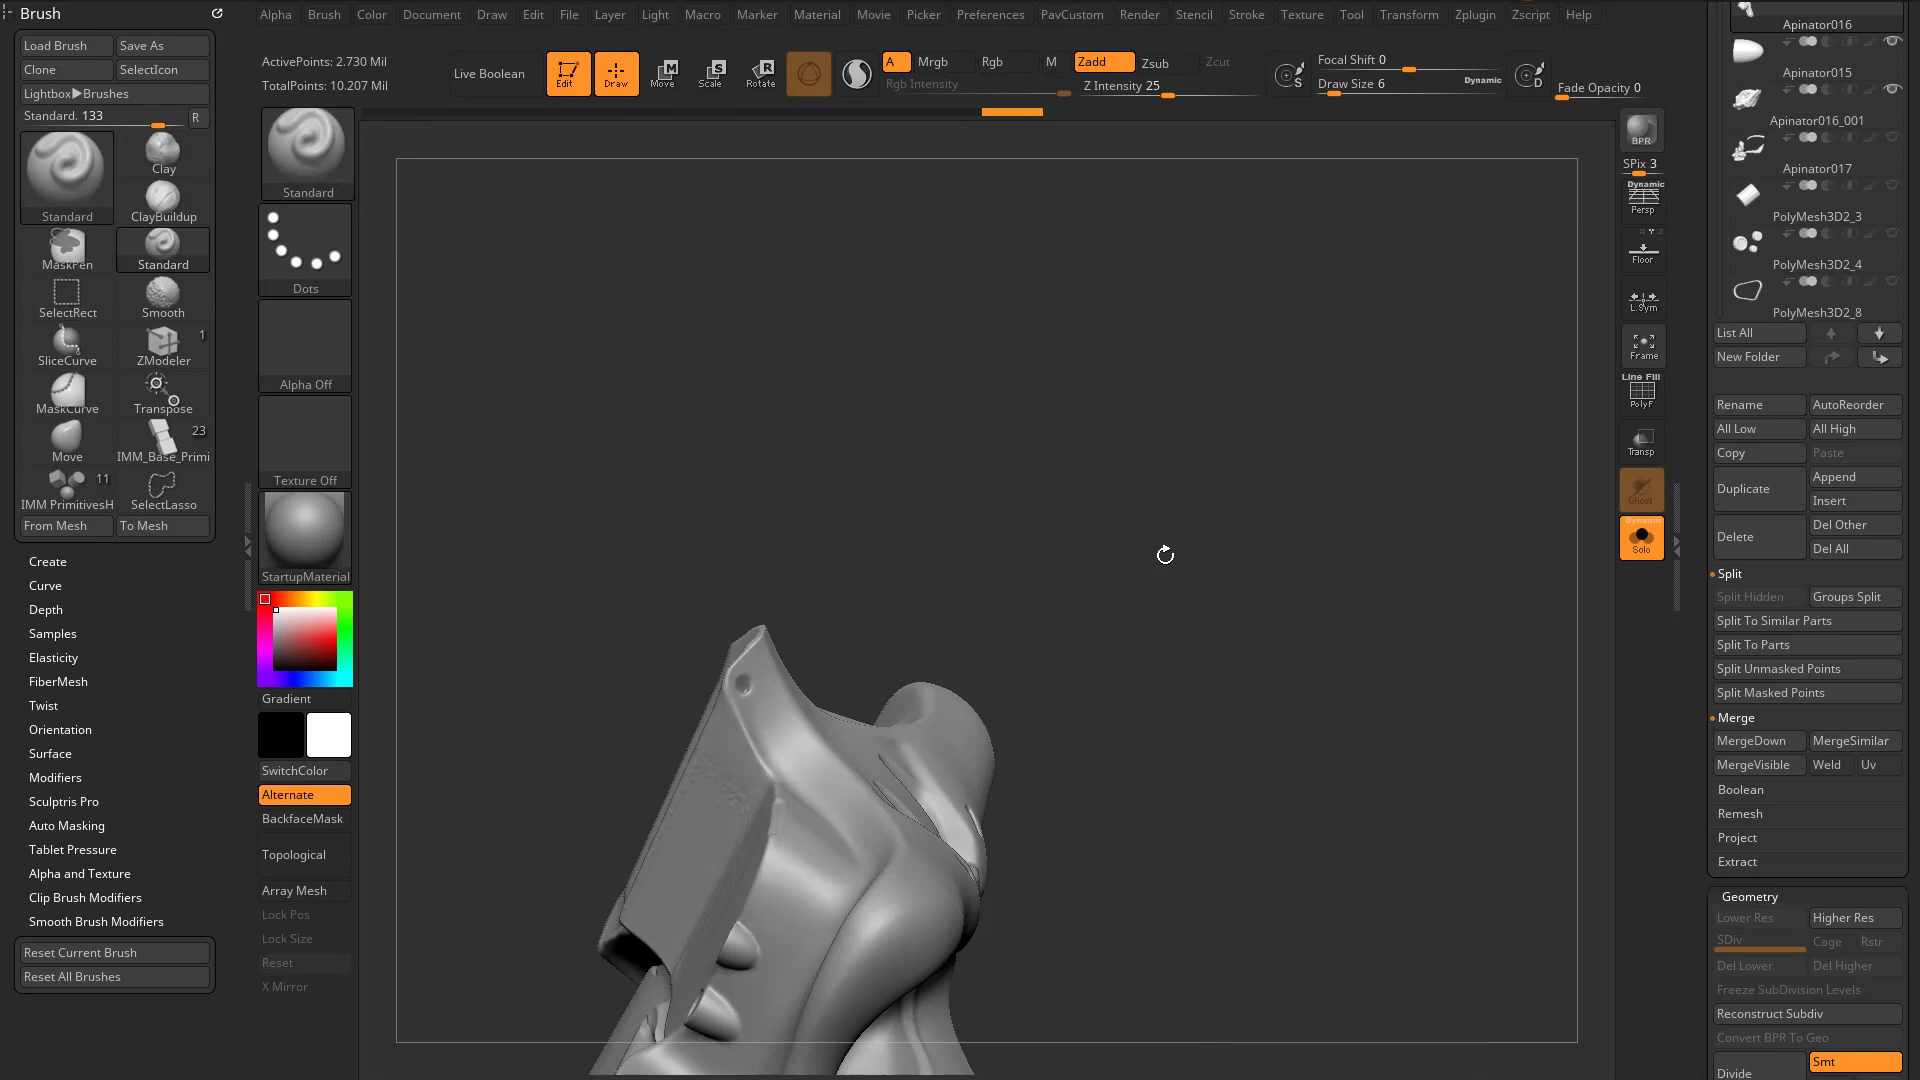 Brush
Load Brush
Save As
Clone
SelectIcon
Lightbox▶Brushes
Standard. 133
R
Standard
Clay
ClayBuildup
MaskPen
Standard
SelectRect
Smooth
SliceCurve
ZModeler
1
MaskCurve
Transpose
Move
IMM_Base_Primi
23
IMM PrimitivesH
11
SelectLasso
From Mesh
To Mesh
Create
Curve
Depth
Samples
Elasticity
FiberMesh
Twist
Orientation
Surface
Modifiers
Sculptris Pro
Auto Masking
Tablet Pressure
Alpha and Texture
Clip Brush Modifiers
Smooth Brush Modifiers
Reset Current Brush
Reset All Brushes
Alpha Brush Color Document Draw Edit File Layer Light Macro Marker Material Movie Picker Preferences PavCustom Render Stencil Stroke Texture Tool Transform Zplugin Zscript Help
ActivePoints: 2.730 Mil
TotalPoints: 10.207 Mil
Live Boolean
Edit
Draw
Move
Scale
Rotate
A
Mrgb
Rgb
M
Rgb Intensity
Zadd
Zsub
Zcut
Z Intensity 25
Focal Shift 0
Draw Size 6
Dynamic
Fade Opacity 0
Standard
Dots
Alpha Off
Texture Off
StartupMaterial
Gradient
SwitchColor
Alternate
BackfaceMask
Topological
Array Mesh
Lock Pos
Lock Size
Reset
X Mirror
BPR
SPix 3
Dynamic
Persp
Floor
L.Sym
Frame
Line Fill
PolyF
Transp
Ghost
Dynamic
Solo
Apinator016
Apinator015
Apinator016_001
Apinator017
PolyMesh3D2_3
PolyMesh3D2_4
PolyMesh3D2_8
List All
New Folder
Rename
AutoReorder
All Low
All High
Copy
Paste
Duplicate
Append
Insert
Delete
Del Other
Del All
Split
Split Hidden
Groups Split
Split To Similar Parts
Split To Parts
Split Unmasked Points
Split Masked Points
Merge
MergeDown
MergeSimilar
MergeVisible
Weld
Uv
Boolean
Remesh
Project
Extract
Geometry
Lower Res
Higher Res
SDiv
Cage
Rstr
Del Lower
Del Higher
Freeze SubDivision Levels
Reconstruct Subdiv
Convert BPR To Geo
Divide
Smt